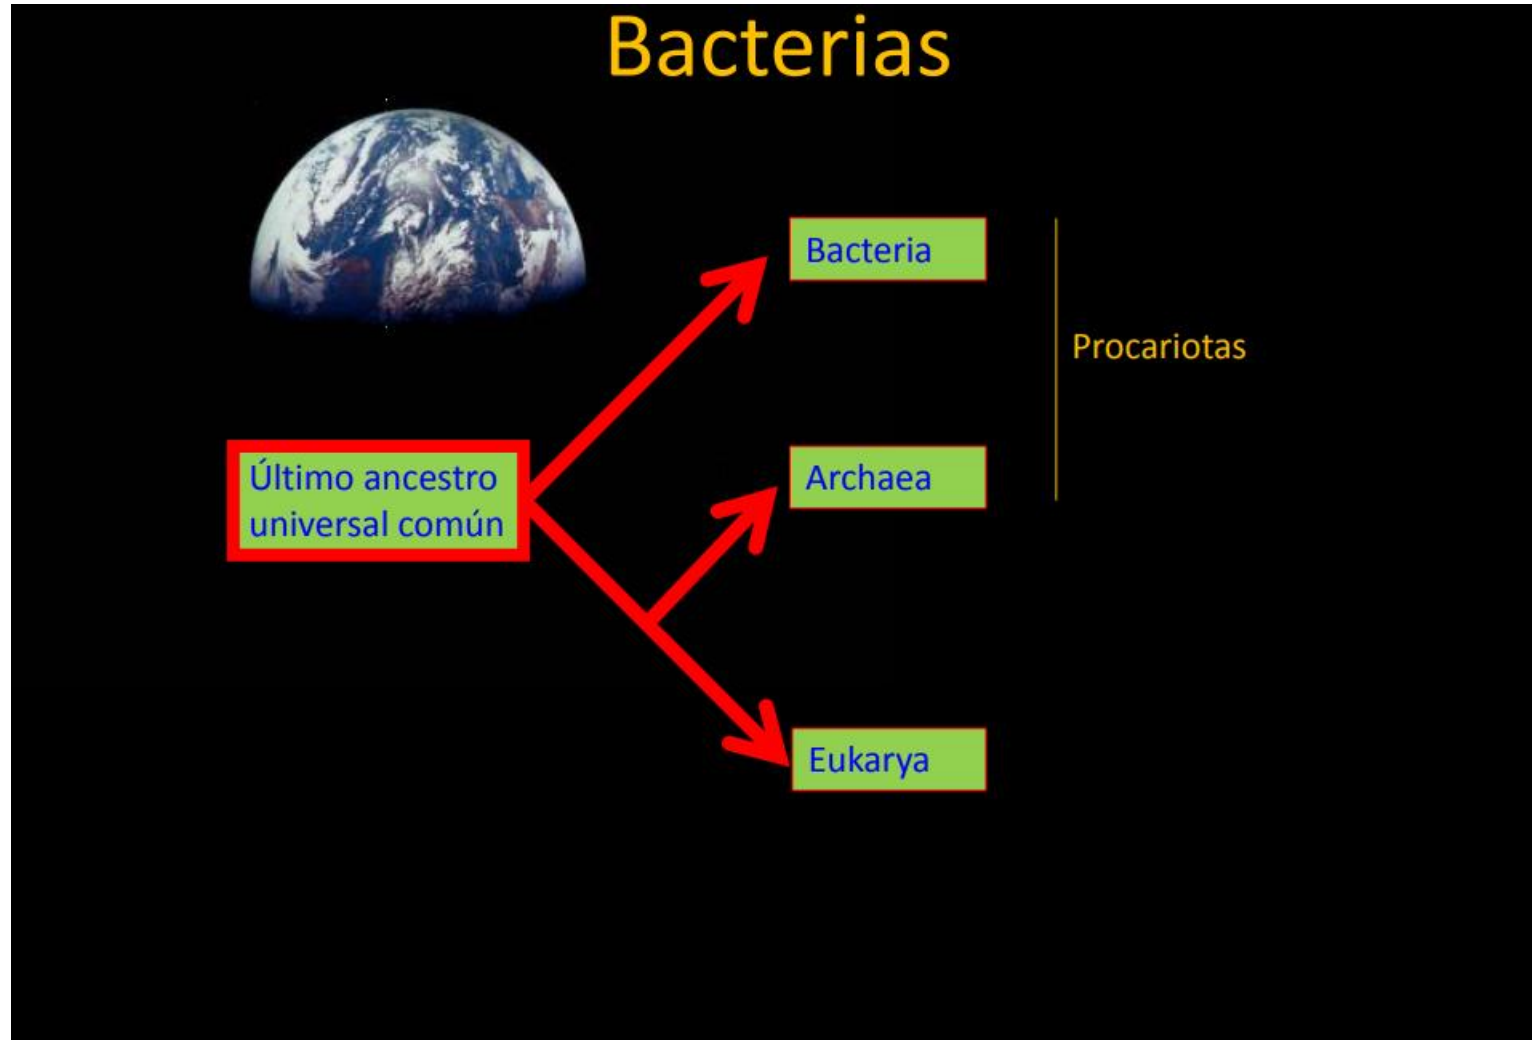 Bacterias
Bacteria
Procariotas
Último ancestro
universal común
Archaea
Eukarya